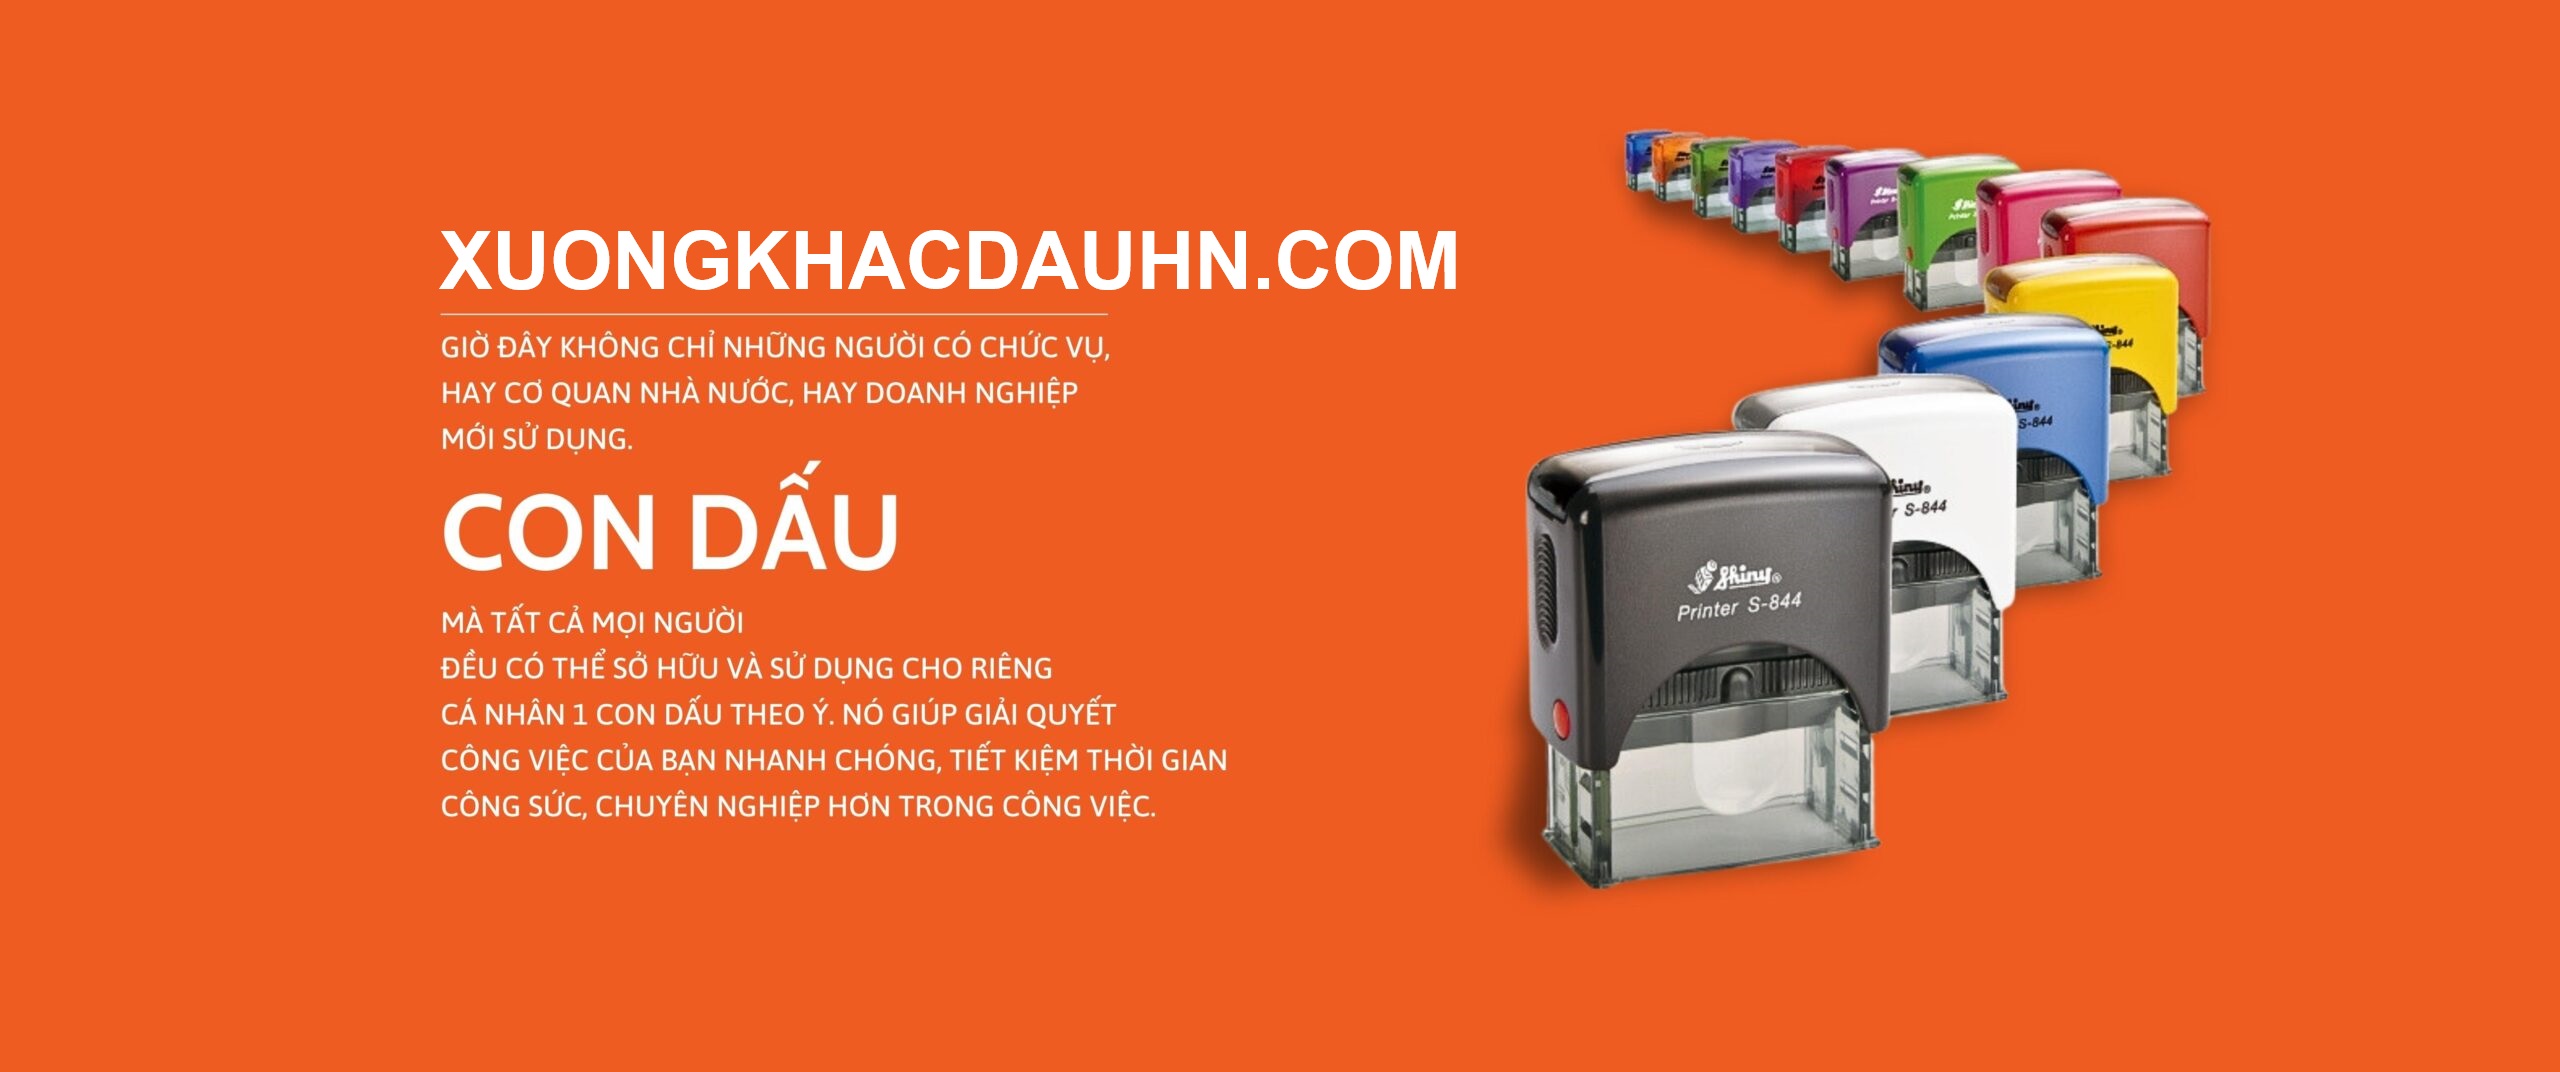 XUONGKHACDAUHN.COM
GIỜ ĐÂY KHÔNG CHỈ NHỮNG NGƯỜI CÓ CHỨC VỤ,
HAY CƠ QUAN NHÀ NƯỚC, HAY DOANH NGHIỆP
MỚI SỬ DỤNG.
CON DẤU
MÀ TẤT CẢ MỌI NGƯỜI
ĐỀU CÓ THỂ SỞ HỮU VÀ SỬ DỤNG CHO RIÊNG
CÁ NHÂN 1 CON DẤU THEO Ý. NÓ GIÚP GIẢI QUYẾT
CÔNG VIỆC CỦA BẠN NHANH CHÓNG, TIẾT KIỆM THỜI GIAN
CÔNG SỨC, CHUYÊN NGHIỆP HƠN TRONG CÔNG VIỆC.
S-844
S-844
Shiny®
Printer S-844